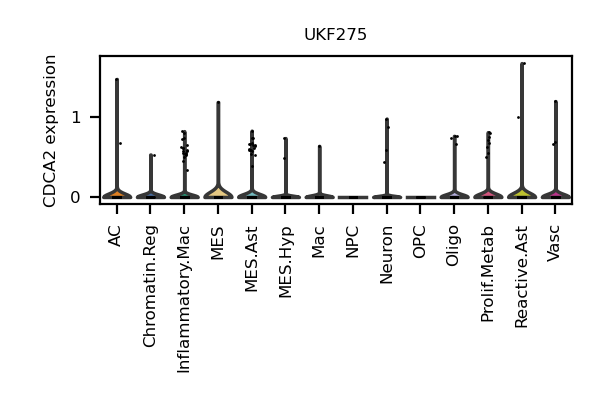 UKF275
CDCA2 expression
1
0
AC
Chromatin.Reg
Inflammatory.Mac
MES
MES.Ast
MES.Hyp
Mac
NPC
Neuron
OPC
Oligo
Prolif.Metab
Reactive.Ast
Vasc